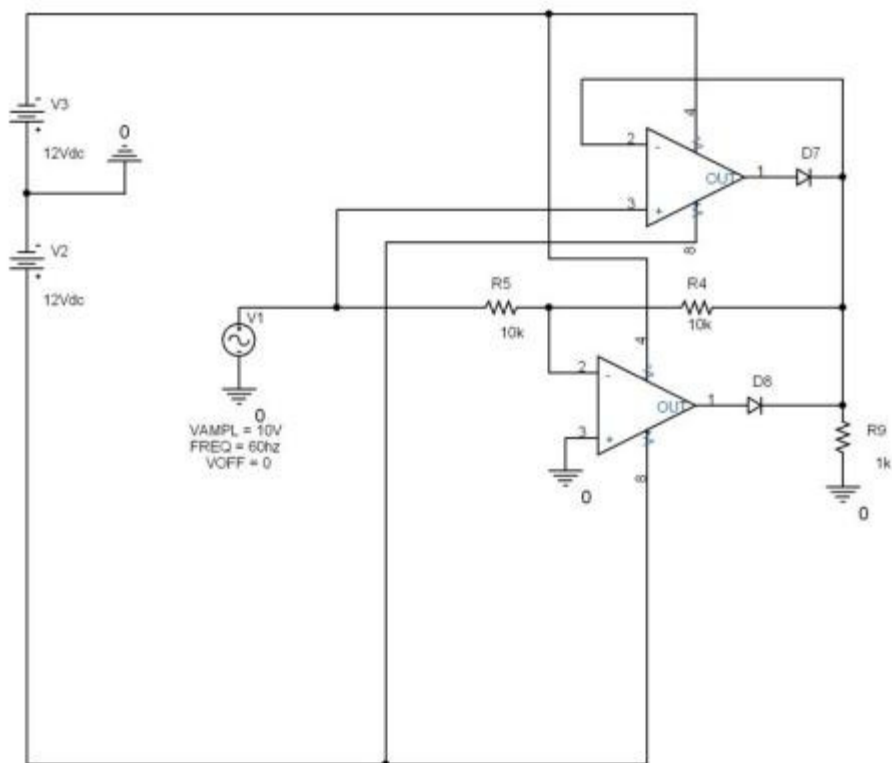 V3
-
+
12Vdc
0
V2
-
+
12Vdc
V1
0
VAMPL = 10V
FREQ = 60hz
VOFF = 0
4
2
-
V-
OUT
1
D7
3
+
V+
8
R5
10k
R4
10k
4
2
-
V-
OUT
1
D8
3
+
V+
8
0
R9
1k
0